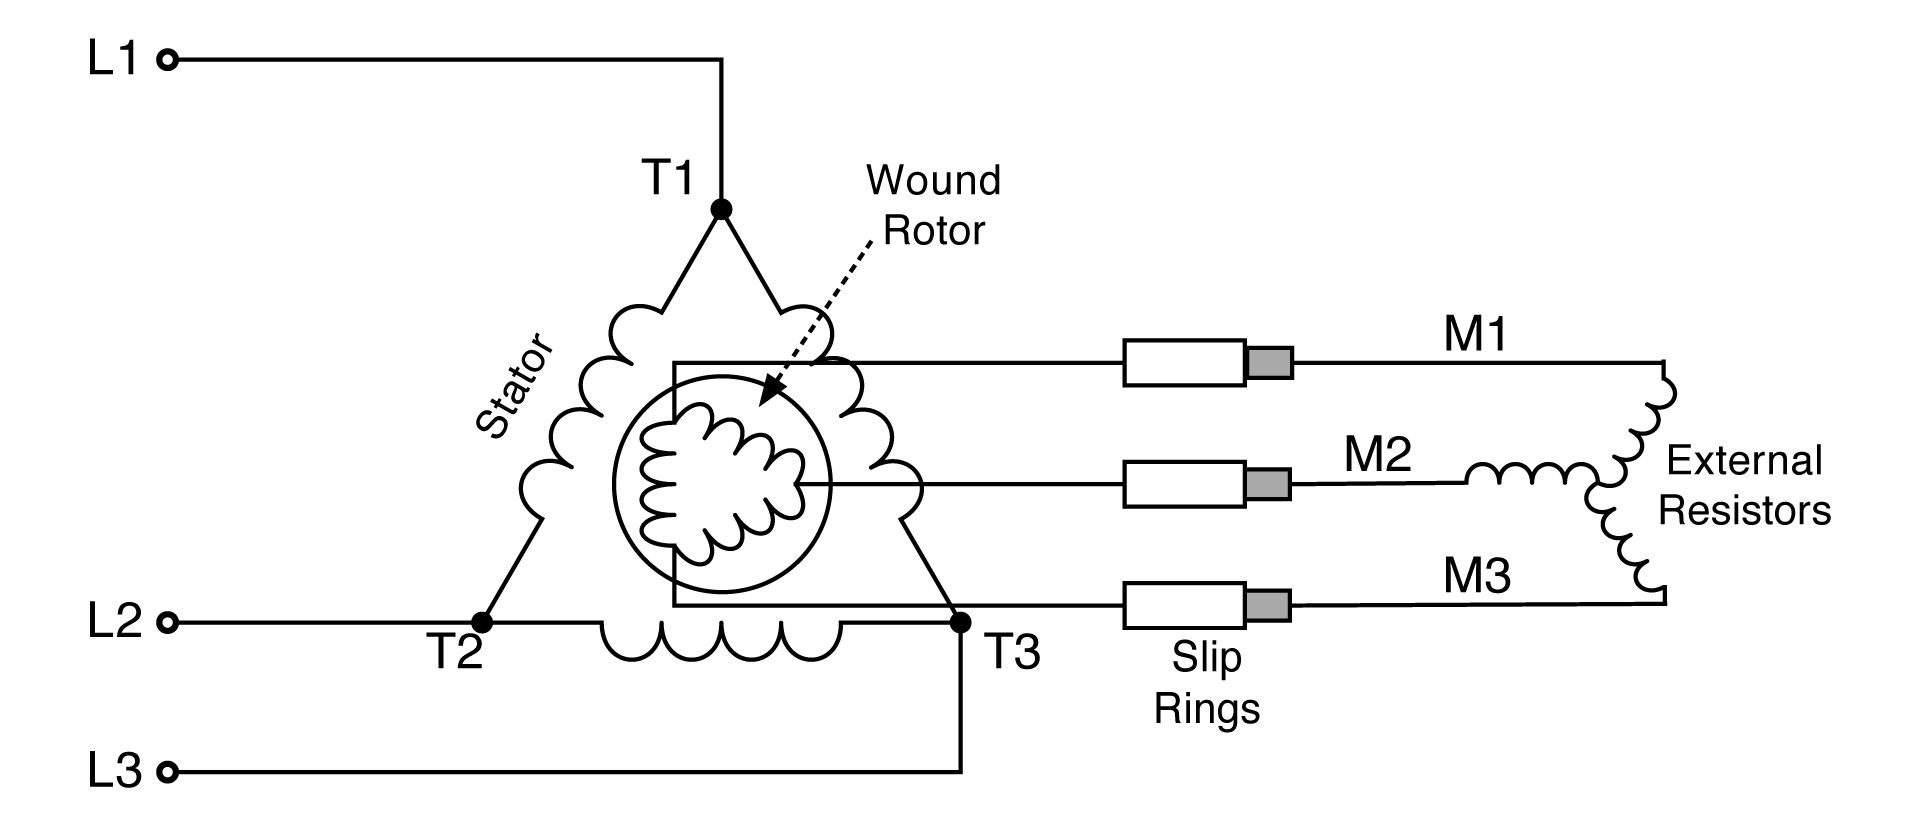 L1
T1
Wound
Rotor
Stator
M1
M2
External
Resistors
M3
L2
T2
T3
Slip
Rings
L3